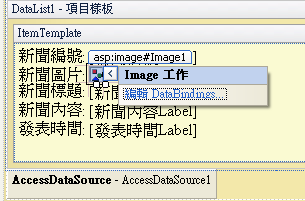 DataList1 - 項目樣板
ItemTemplate
新聞編號: asp:image#Image1
新聞圖片: < Image 工作
新聞標題: [新聞 編輯 DataBindings...
新聞內容: [新聞內容Label]
發表時間: [發表時間Label]
AccessDataSource - AccessDataSource1